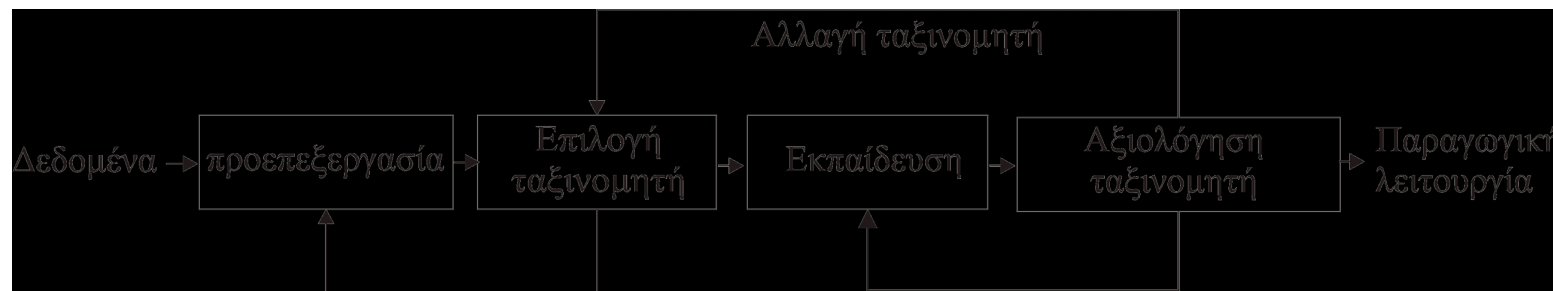 Αλλαγή ταξινομητή
Δεδομένα
προεπεξεργασία
Επιλογή
ταξινομητή
Εκπαίδευση
Αξιολόγηση
ταξινομητή
Παραγωγική
λειτουργία